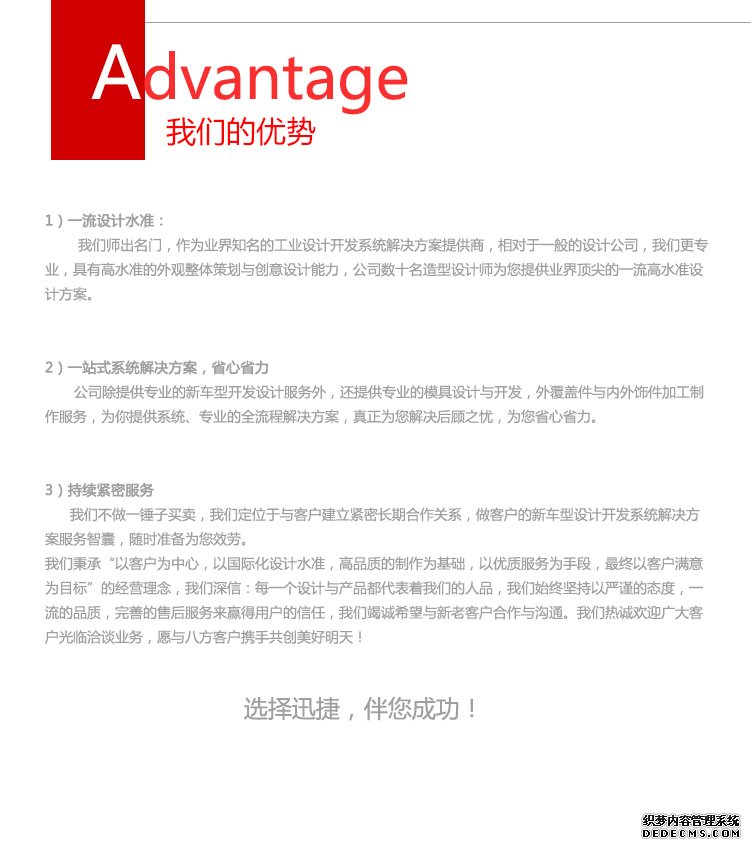 Advantage
我们的优势
1）一流设计水准：
我们师出名门，作为业界知名的工业设计开发系统解决方案提供商，相对于一般的设计公司，我们更专
业，具有高水准的外观整体策划与创意设计能力，公司数十名造型设计师为您提供业界顶尖的一流高水准设
计方案。
2）一站式系统解决方案，省心省力
公司除提供专业的新车型开发设计服务外，还提供专业的模具设计与开发，外覆盖件与内外饰件加工制
作服务，为你提供系统、专业的全流程解决方案，真正为您解决后顾之忧，为您省心省力。
3）持续紧密服务
我们不做一锤子买卖，我们定位于与客户建立紧密长期合作关系，做客户的新车型设计开发系统解决方
案服务智囊，随时准备为您效劳。
我们秉承“以客户为中心，以国际化设计水准，高品质的制作为基础，以优质服务为手段，最终以客户满意
为目标”的经营理念，我们深信：每一个设计与产品都代表着我们的人品，我们始终坚持以严谨的态度，一
流的品质，完善的售后服务来赢得用户的信任，我们竭诚希望与新老客户合作与沟通。我们热诚欢迎广大客
户光临洽谈业务，愿与八方客户携手共创美好明天！
选择迅捷，伴您成功！
织梦内容管理系统
DEDECMS.COM